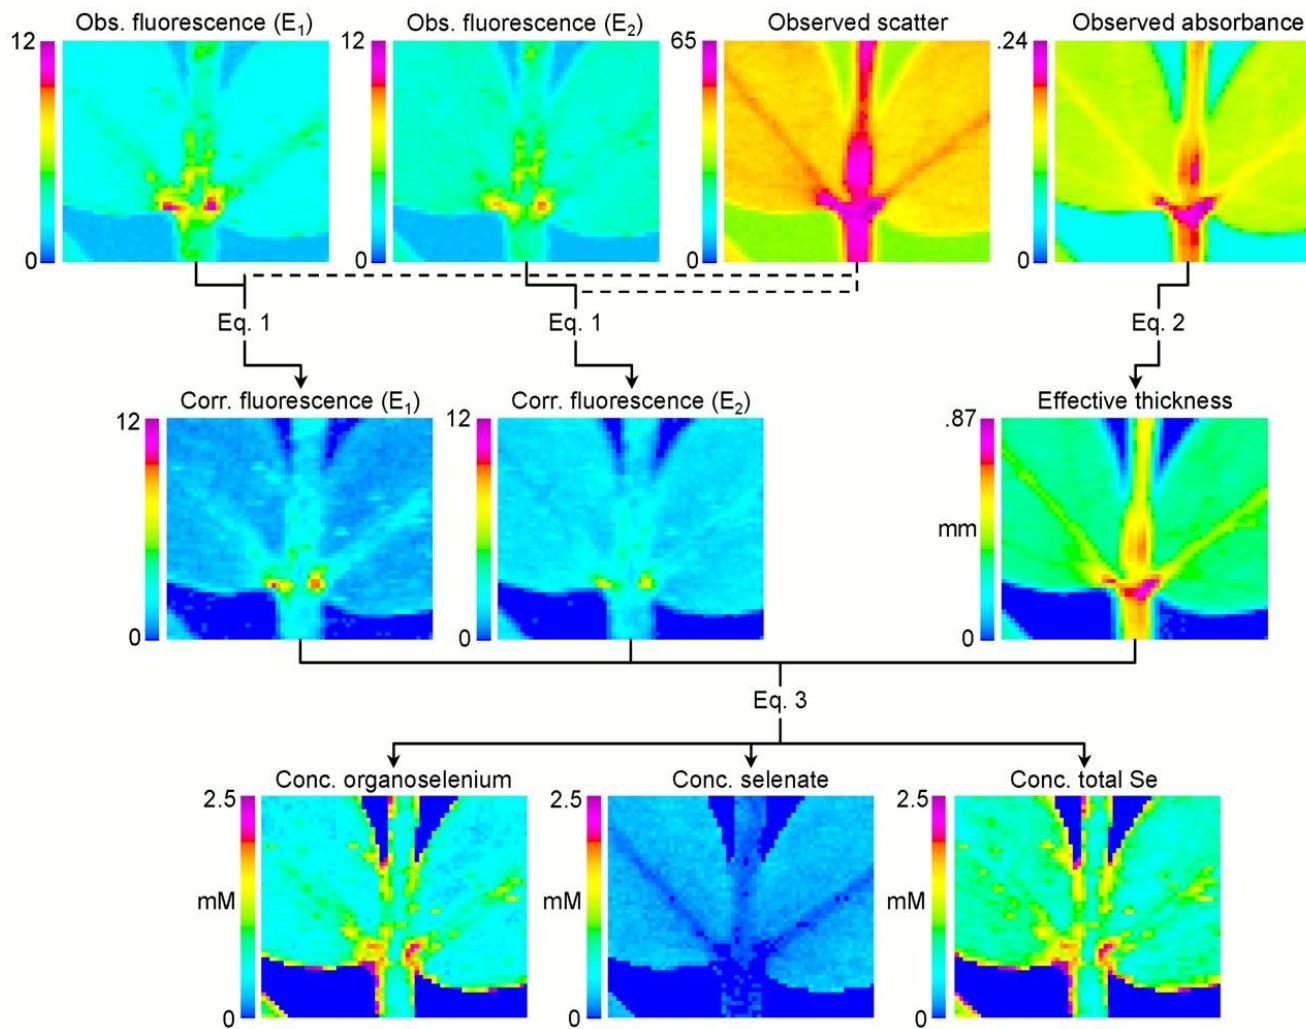 Obs. fluorescence (E₁)
Obs. fluorescence (E₂)
Observed scatter
Observed absorbance
12
0
12
0
65
0
.24
0
Eq. 1
Eq. 1
Eq. 2
Corr. fluorescence (E₁)
Corr. fluorescence (E₂)
Effective thickness
12
0
12
0
.87
mm
0
Eq. 3
Conc. organoselenium
Conc. selenate
Conc. total Se
2.5
mM
0
2.5
mM
0
2.5
mM
0